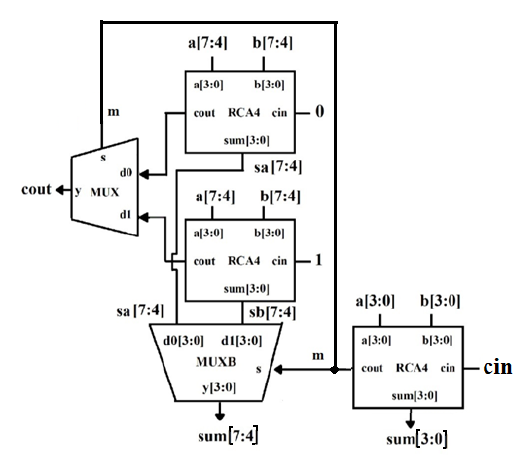 a[7:4] b[7:4]
a[3:0] b[3:0]
m
cout RCA4 cin 0
sum[3:0]
s
d0
sa[7:4]
cout y MUX
a[7:4] b[7:4]
d1
a[3:0] b[3:0]
cout RCA4 cin 1
sum[3:0]
sa[7:4] sb[7:4]
a[3:0] b[3:0]
d0[3:0] d1[3:0]
a[3:0] b[3:0]
MUXB
s
m
cout RCA4 cin cin
y[3:0]
sum[3:0]
sum[7:4]
sum[3:0]